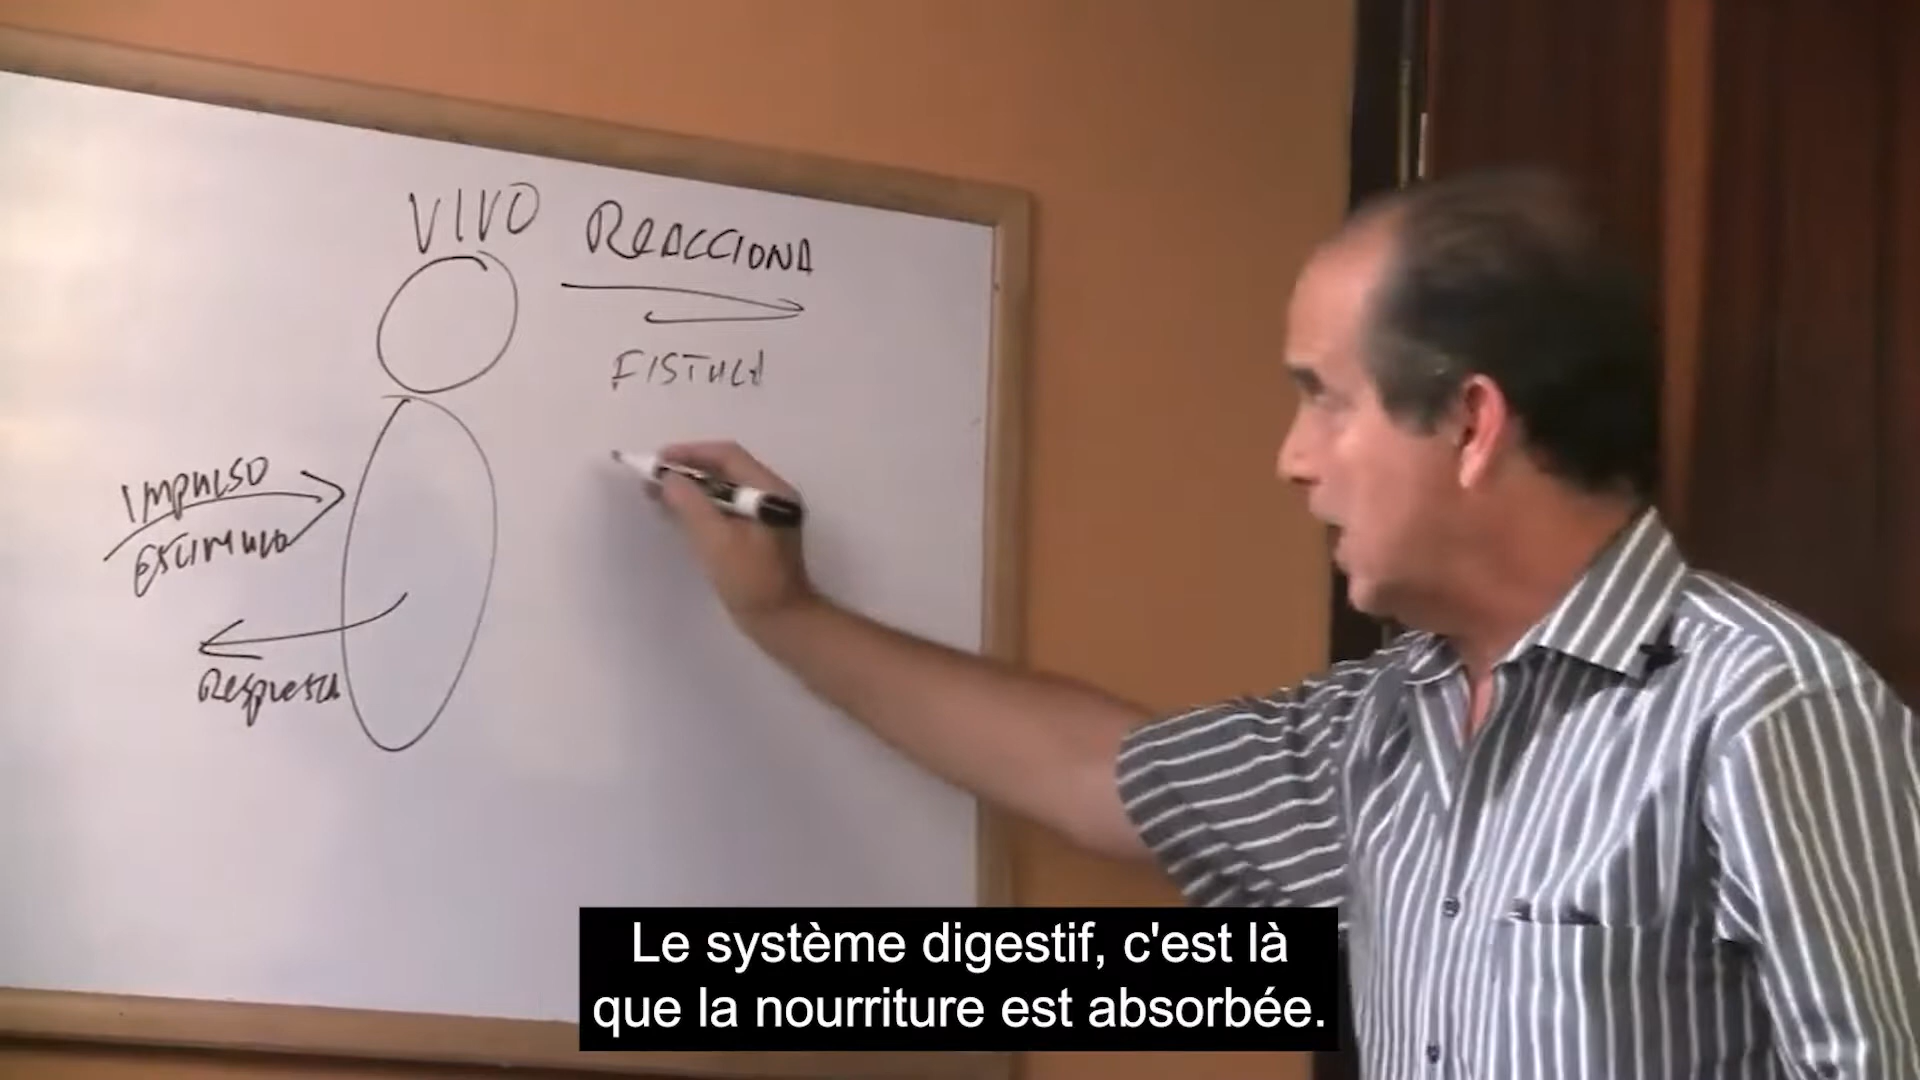 VIVO REACCIONA
FISTULA
IMPULSO
ESTIMULO
Respuesta
Le système digestif, c'est là
que la nourriture est absorbée.